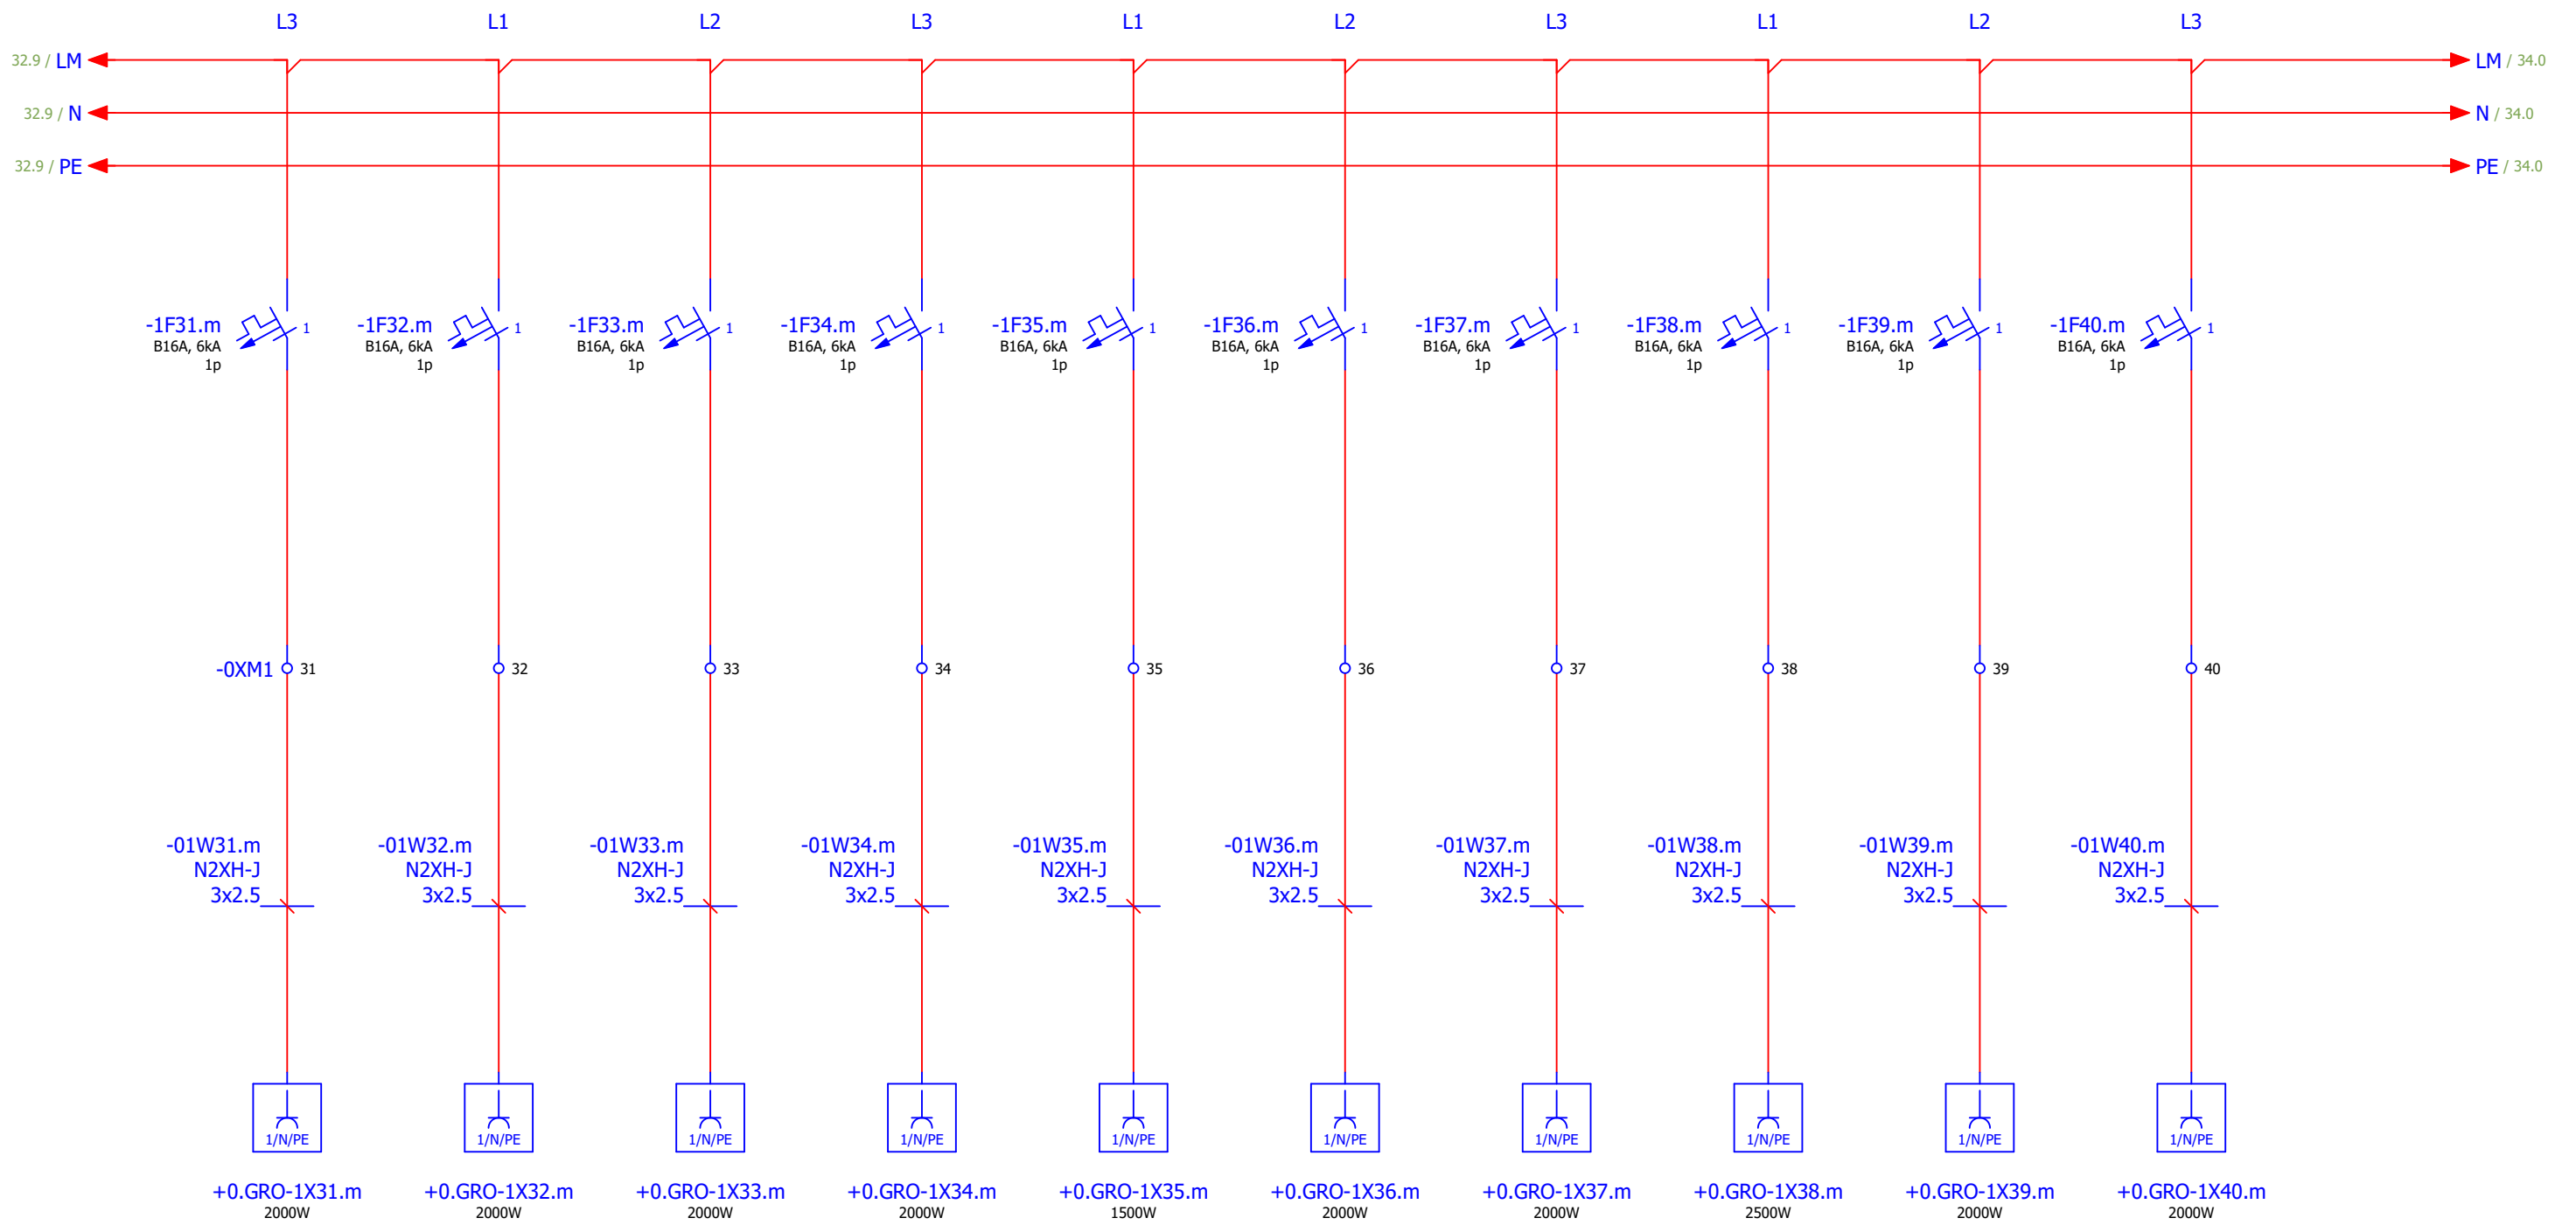 L3 L1 L2 L3 L1 L2 L3 L1 L2 L3
32.9 / LM LM / 34.0
32.9 / N N / 34.0
32.9 / PE PE / 34.0
-1F31.m 1 -1F32.m 1 -1F33.m 1 -1F34.m 1 -1F35.m 1 -1F36.m 1 -1F37.m 1 -1F38.m 1 -1F39.m 1 -1F40.m 1
B16A, 6kA B16A, 6kA B16A, 6kA B16A, 6kA B16A, 6kA B16A, 6kA B16A, 6kA B16A, 6kA B16A, 6kA B16A, 6kA
1p 1p 1p 1p 1p 1p 1p 1p 1p 1p
-0XM1 31 32 33 34 35 36 37 38 39 40
-01W31.m -01W32.m -01W33.m -01W34.m -01W35.m -01W36.m -01W37.m -01W38.m -01W39.m -01W40.m
N2XH-J N2XH-J N2XH-J N2XH-J N2XH-J N2XH-J N2XH-J N2XH-J N2XH-J N2XH-J
3x2.5 3x2.5 3x2.5 3x2.5 3x2.5 3x2.5 3x2.5 3x2.5 3x2.5 3x2.5
1/N/PE 1/N/PE 1/N/PE 1/N/PE 1/N/PE 1/N/PE 1/N/PE 1/N/PE 1/N/PE 1/N/PE
+0.GRO-1X31.m +0.GRO-1X32.m +0.GRO-1X33.m +0.GRO-1X34.m +0.GRO-1X35.m +0.GRO-1X36.m +0.GRO-1X37.m +0.GRO-1X38.m +0.GRO-1X39.m +0.GRO-1X40.m
2000W 2000W 2000W 2000W 1500W 2000W 2000W 2500W 2000W 2000W